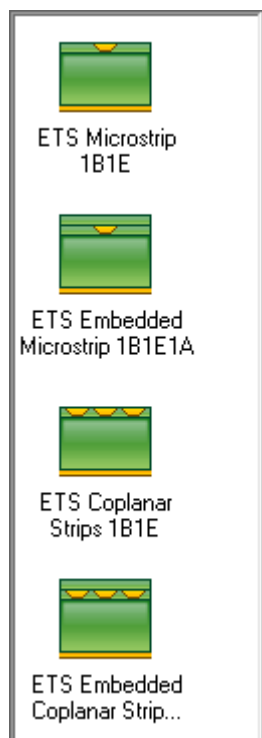 ETS Microstrip
1B1E
ETS Embedded
Microstrip 1B1E1A
ETS Coplanar
Strips 1B1E
ETS Embedded
Coplanar Strip...